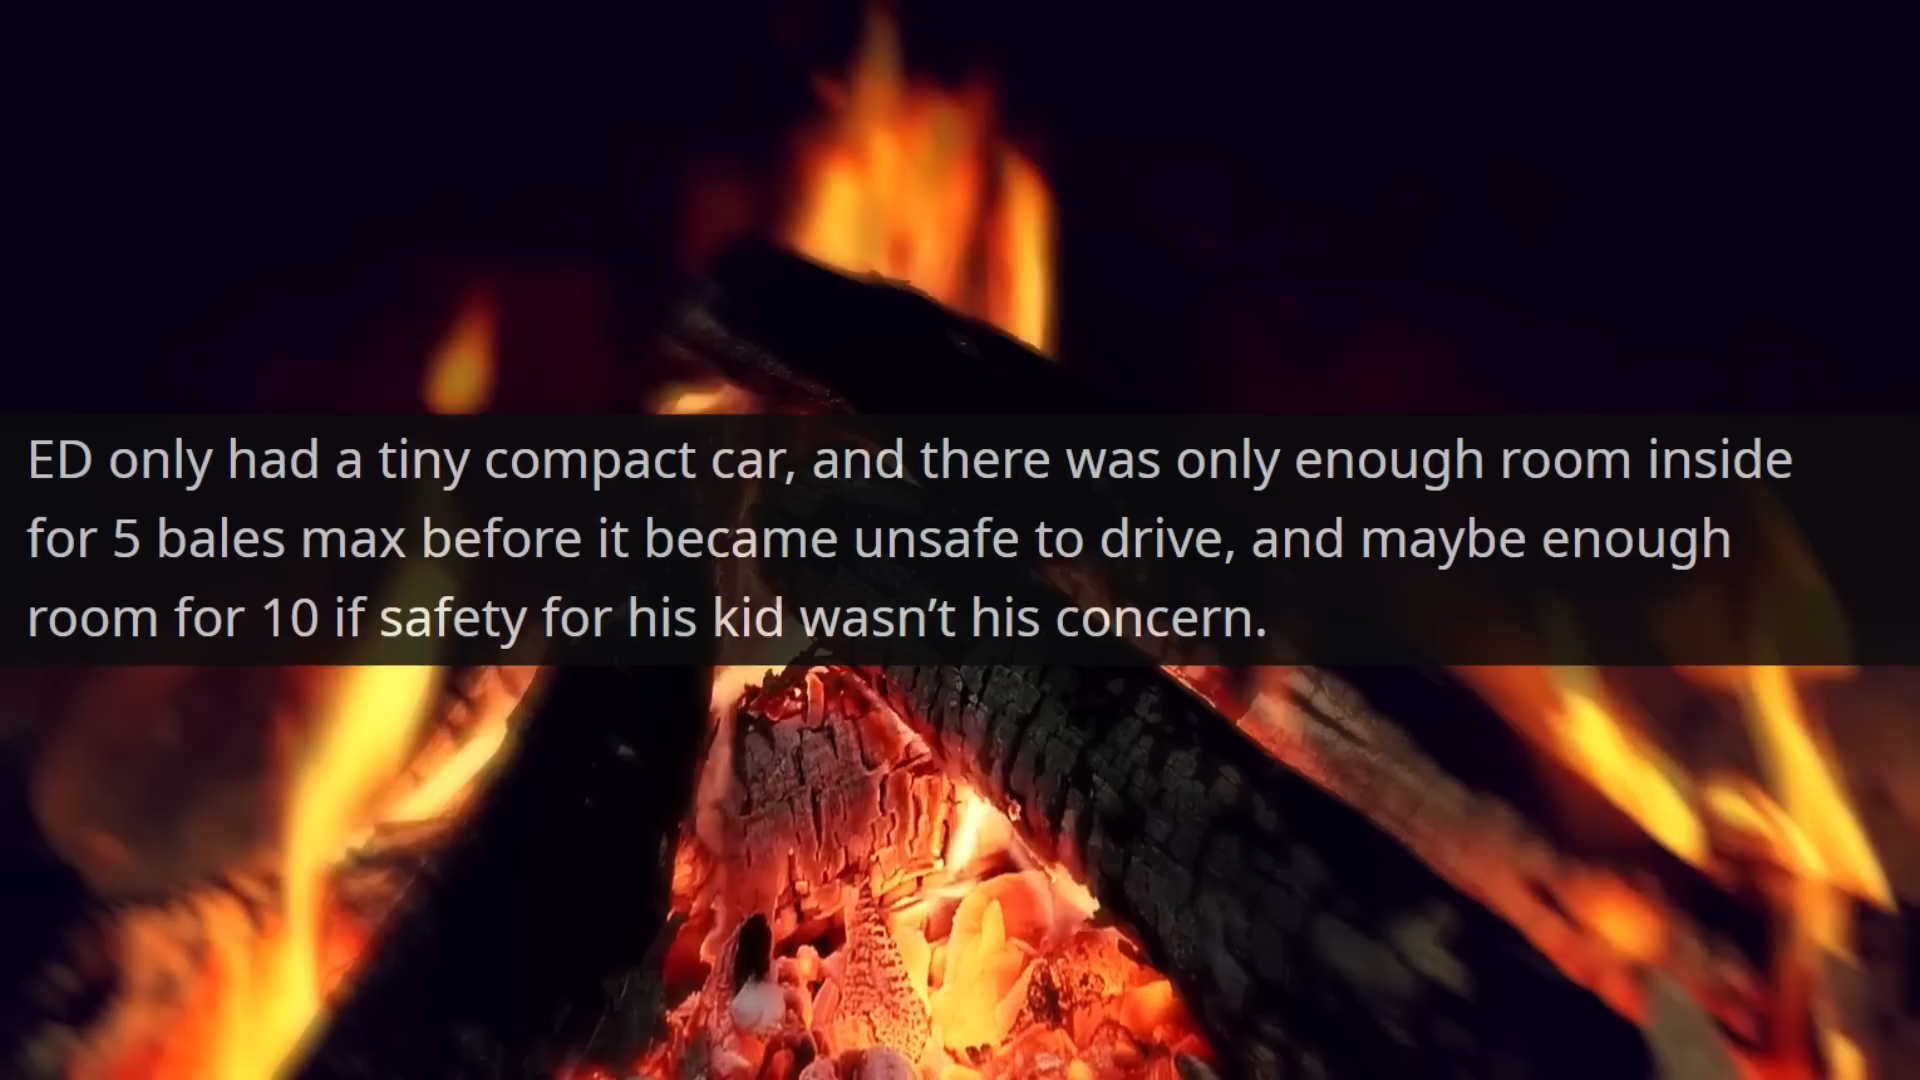 ED only had a tiny compact car, and there was only enough room inside
for 5 bales max before it became unsafe to drive, and maybe enough
room for 10 if safety for his kid wasn’t his concern.